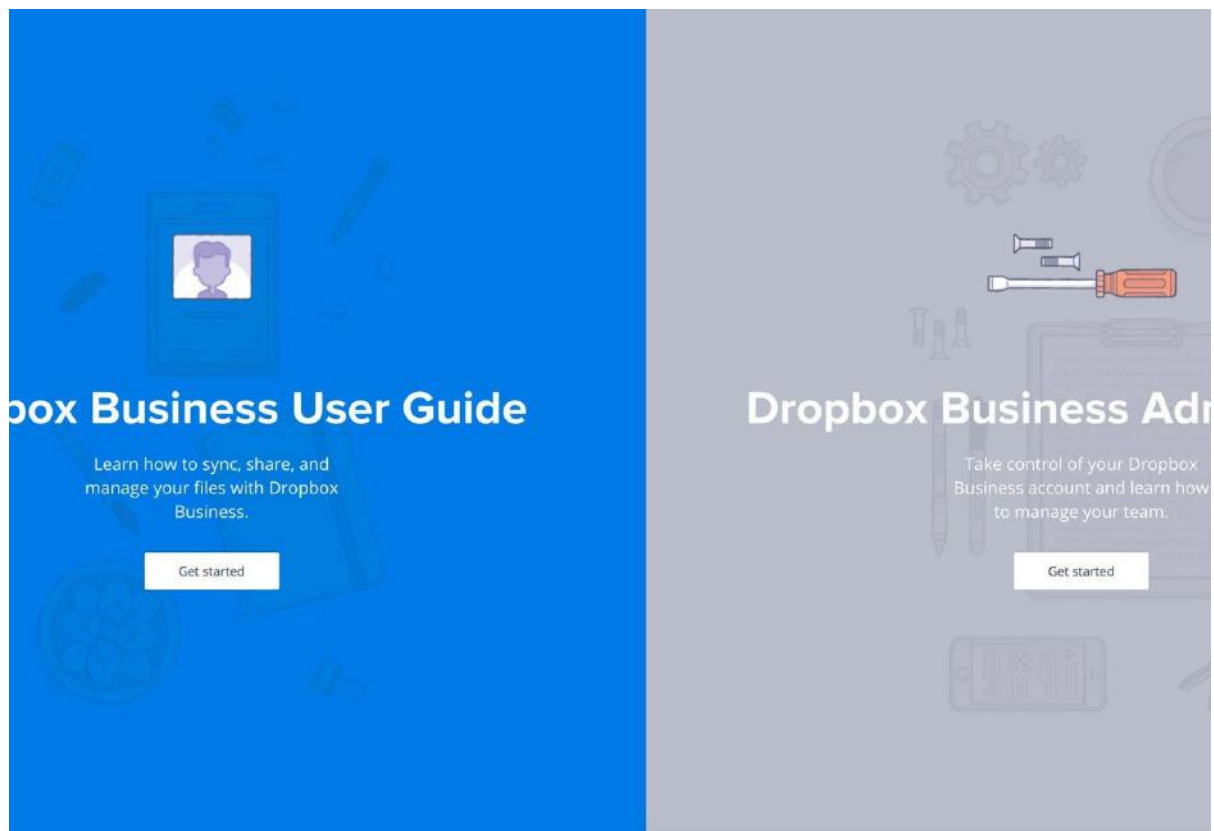 box Business User Guide
Learn how to sync, share, and
manage your files with Dropbox
Business.
Get started
Dropbox Business Adm
Take control of your Dropbox
Business account and learn how
to manage your team.
Get started